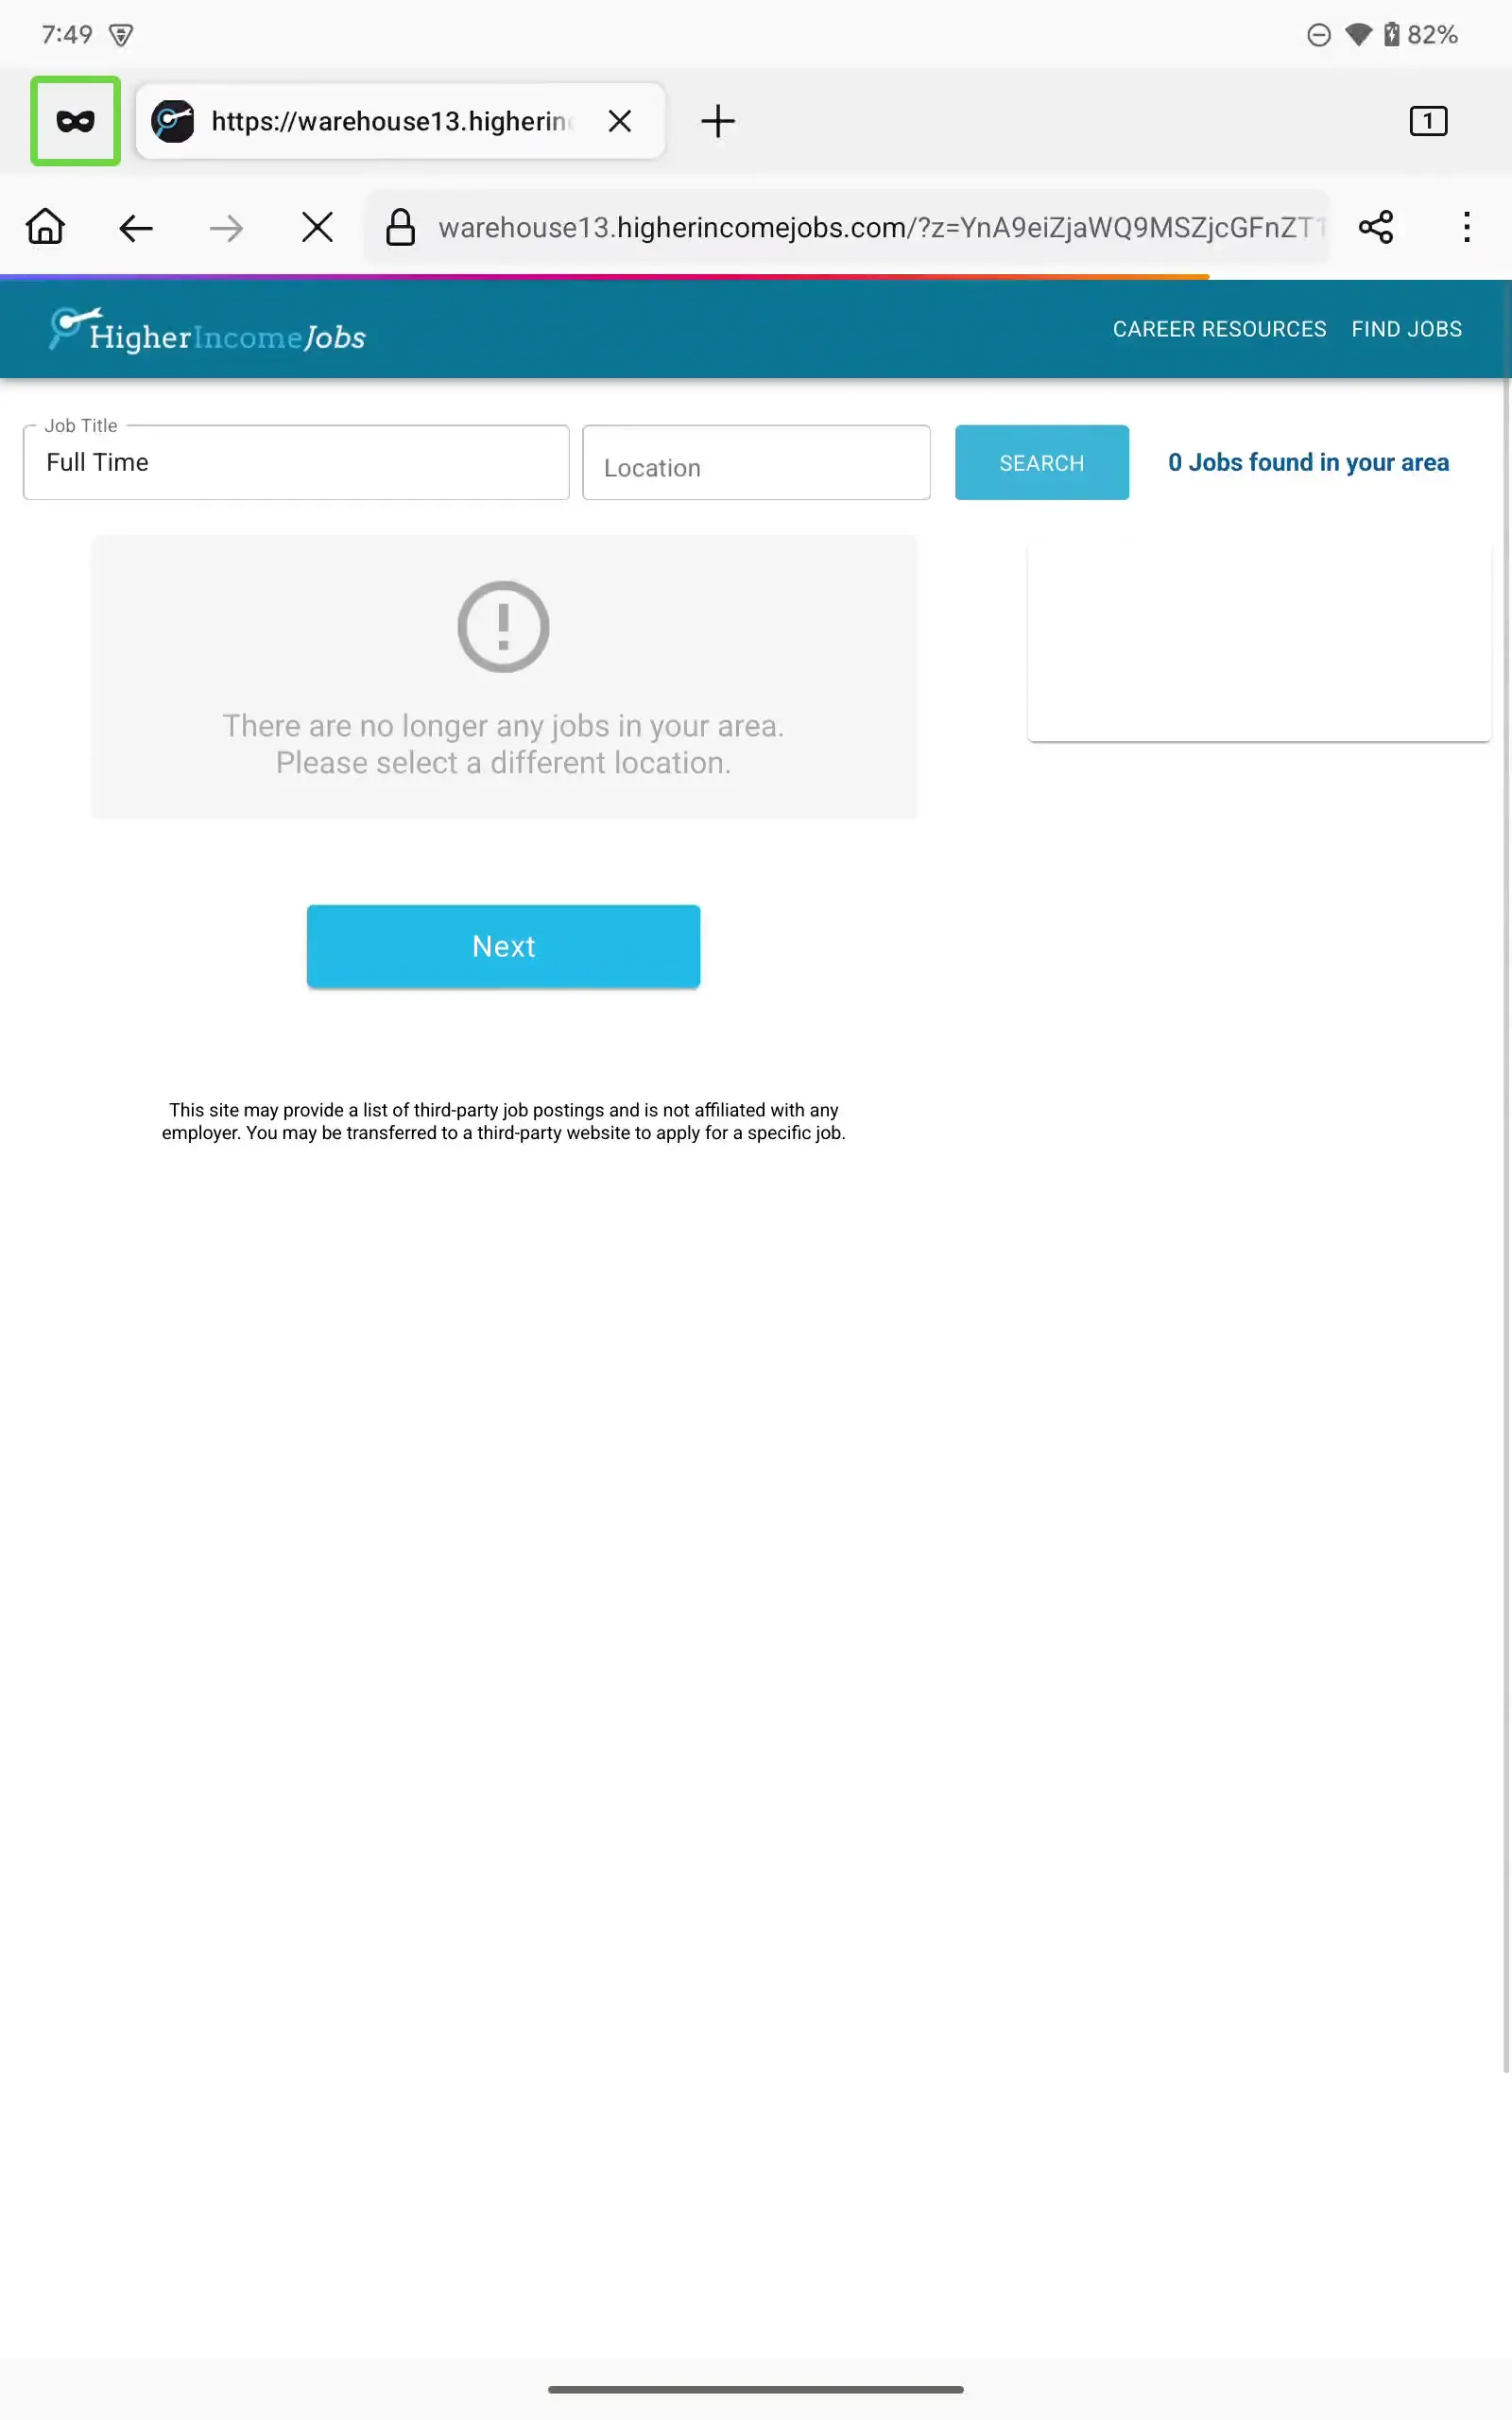 7:49
82%
https://warehouse13.higherin
1
warehouse13.higherincomejobs.com/?z=YnA9eiZjaWQ9MSZjcGFnZT1
HigherIncomeJobs
CAREER RESOURCES FIND JOBS
Job Title
Full Time
Location
SEARCH
0 Jobs found in your area
There are no longer any jobs in your area.
Please select a different location.
Next
This site may provide a list of third-party job postings and is not affiliated with any
employer. You may be transferred to a third-party website to apply for a specific job.